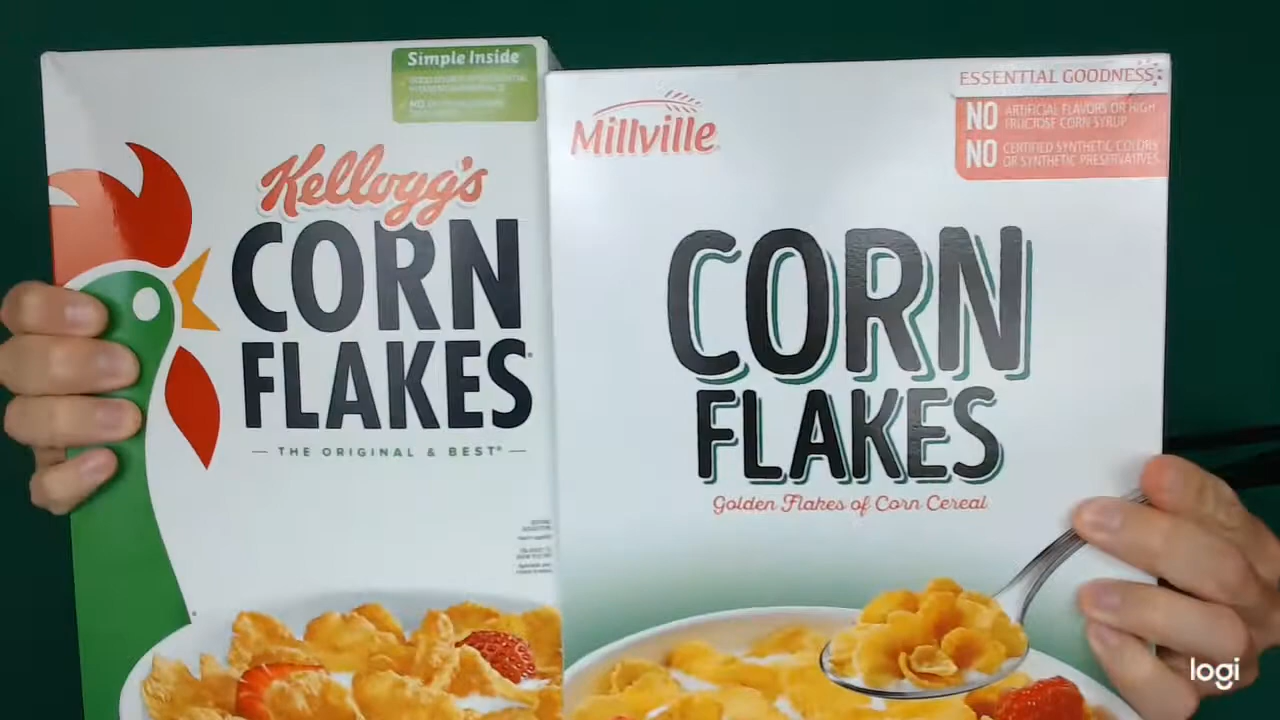 Simple Inside
NO
Kellogg's
CORN
FLAKES
THE ORIGINAL & BEST
Millville
ESSENTIAL GOODNESS
NO ARTIFICIAL FLAVORS OR HIGH
FRUCTOSE CORN SYRUP
NO CERTIFIED SYNTHETIC COLORS
OR SYNTHETIC PRESERVATIVES
CORN
FLAKES
Golden Flakes of Corn Cereal
logi